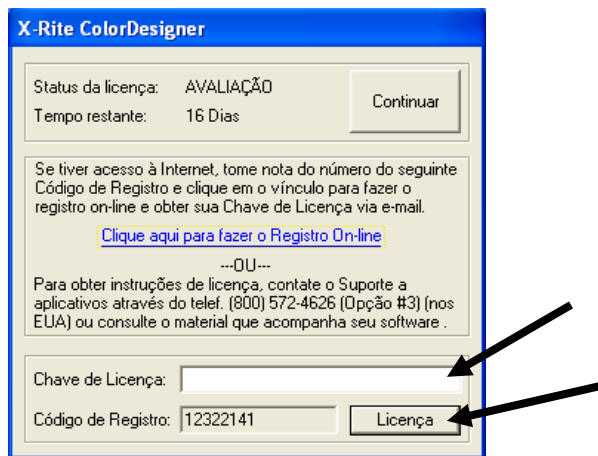 X-Rite ColorDesigner
Status da licença: AVALIAÇÃO
Tempo restante: 16 Dias
Continuar
Se tiver acesso à Internet, tome nota do número do seguinte
Código de Registro e clique em o vínculo para fazer o
registro on-line e obter sua Chave de Licença via e-mail.
Clique aqui para fazer o Registro On-line
---OU---
Para obter instruções de licença, contate o Suporte a
aplicativos através do telef. (800) 572-4626 (Opção #3) (nos
EUA) ou consulte o material que acompanha seu software .
Chave de Licença:
Código de Registro: 12322141 Licença